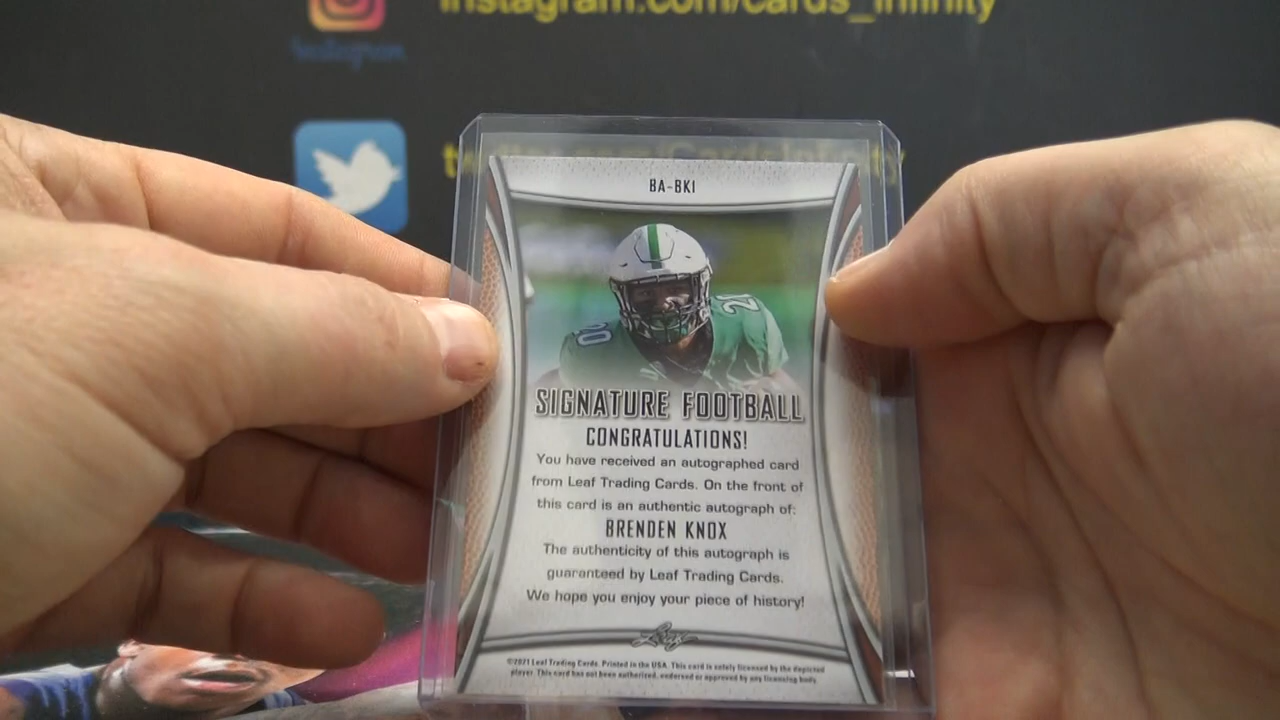 instagram.com/cards_infinity
Instagram
BA-BK1
20
20
SIGNATURE FOOTBALL
CONGRATULATIONS!
You have received an autographed card
from Leaf Trading Cards. On the front of
this card is an authentic autograph of:
BRENDEN KNOX
The authenticity of this autograph is
guaranteed by Leaf Trading Cards.
We hope you enjoy your piece of history!
Leaf
©2021 Leaf Trading Cards. Printed in the USA. This card is solely licensed by the depicted
player. This card has not been authorized, endorsed or approved by any licensing body.